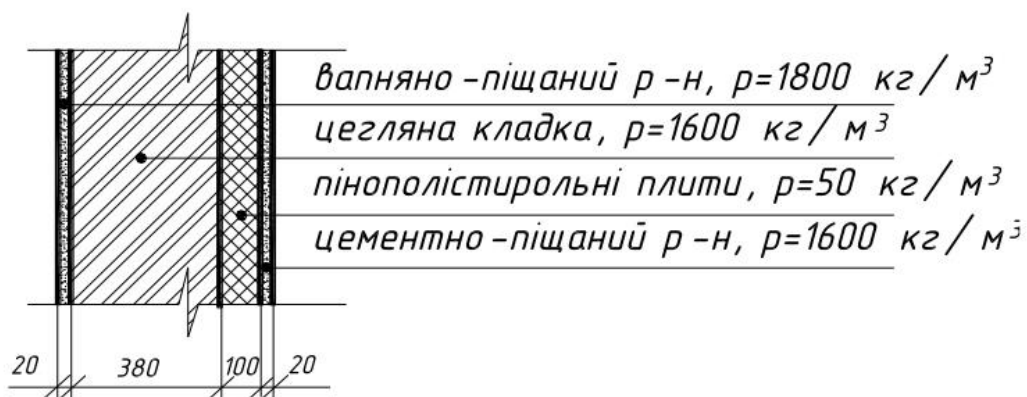 вапняно-піщаний р-н, р=1800 кг/м³
цегляна кладка, р=1600 кг/м³
пінополістирольні плити, р=50 кг/м³
цементно-піщаний р-н, р=1600 кг/м³
20 380 100 20